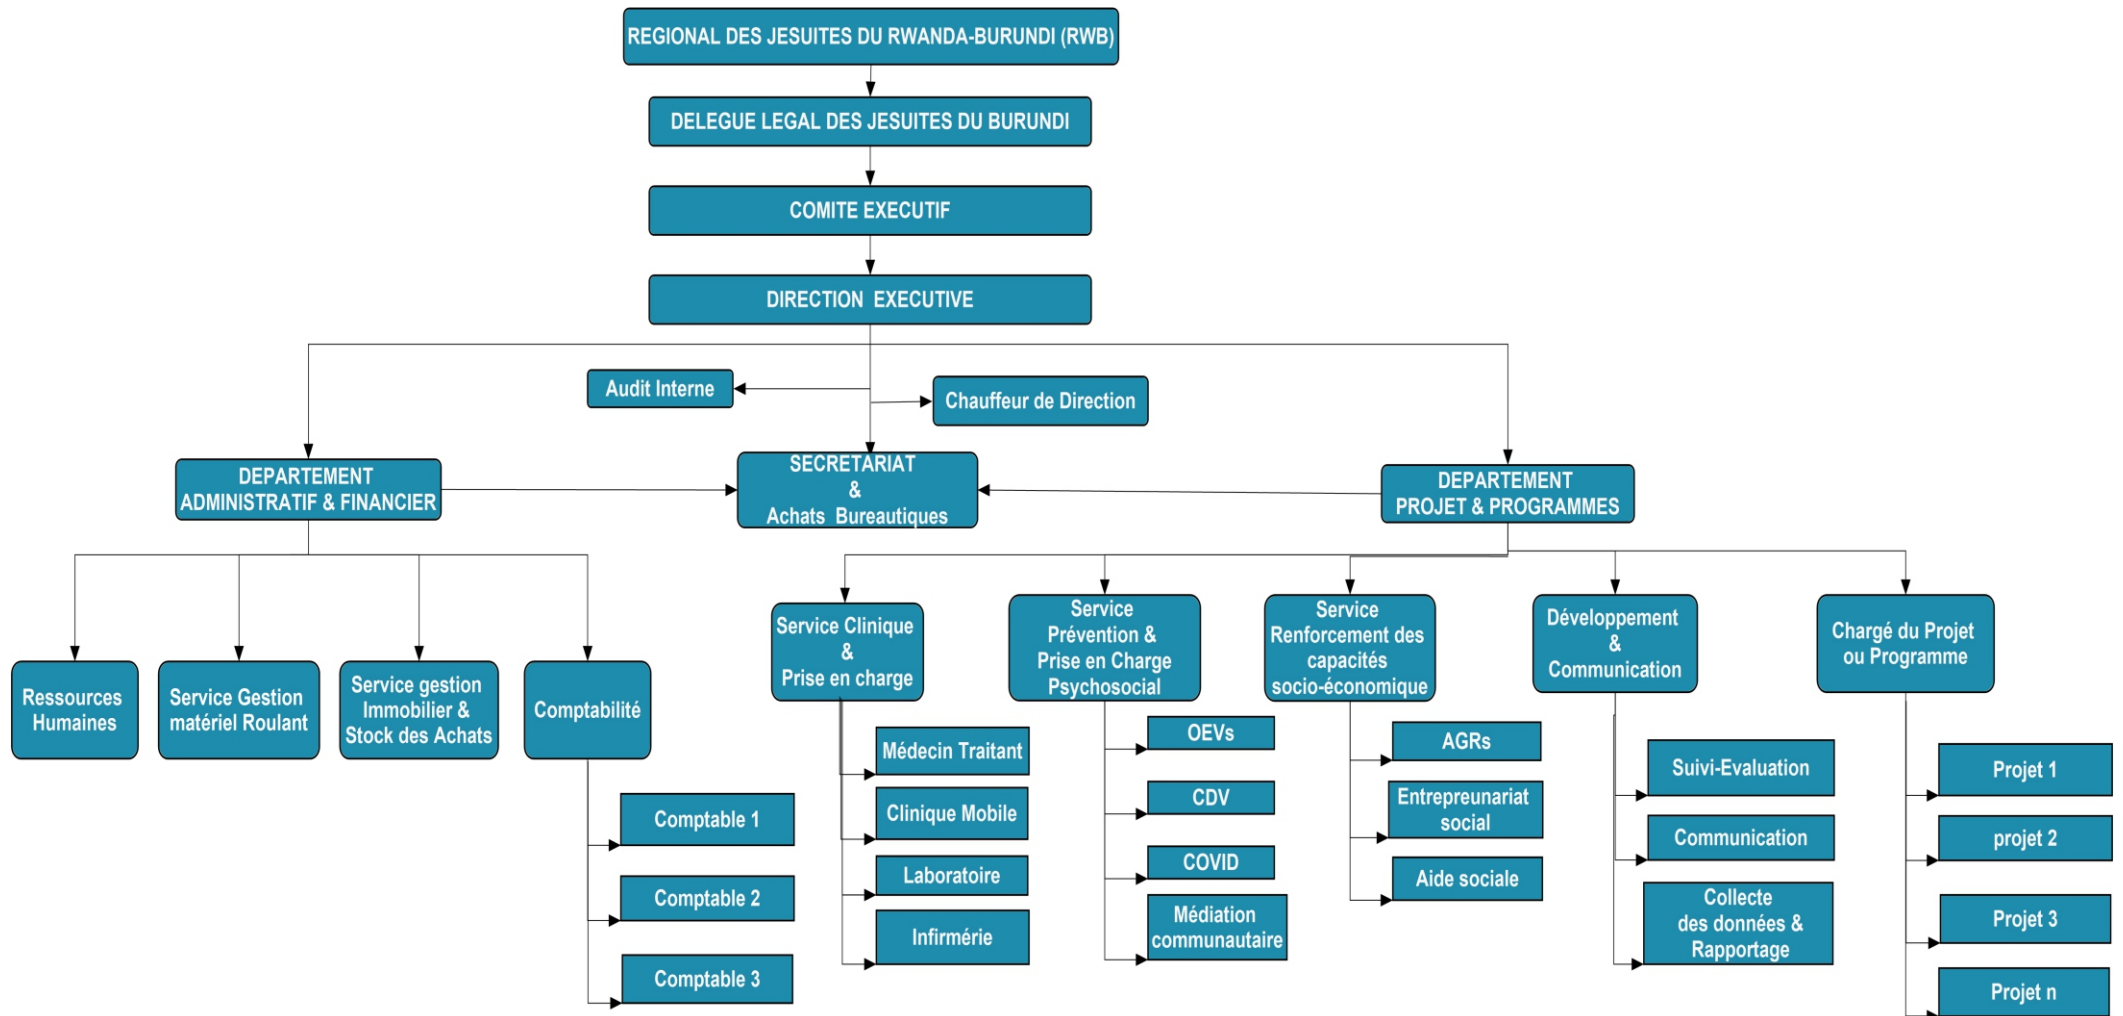 REGIONAL DES JESUITES DU RWANDA-BURUNDI (RWB)
DELEGUE LEGAL DES JESUITES DU BURUNDI
COMITE EXECUTIF
DIRECTION EXECUTIVE
Audit Interne
Chauffeur de Direction
DEPARTEMENT
ADMINISTRATIF & FINANCIER
SECRETARIAT
&
Achats Bureautiques
DEPARTEMENT
PROJET & PROGRAMMES
Ressources
Humaines
Service Gestion
matériel Roulant
Service gestion
Immobilier &
Stock des Achats
Comptabilité
Comptable 1
Comptable 2
Comptable 3
Service Clinique
&
Prise en charge
Médecin Traitant
Clinique Mobile
Laboratoire
Infirmérie
Service
Prévention &
Prise en Charge
Psychosocial
OEVs
CDV
COVID
Médiation
communautaire
Service
Renforcement des
capacités
socio-économique
AGRs
Entrepreunariat
social
Aide sociale
Développement
&
Communication
Suivi-Evaluation
Communication
Collecte
des données &
Rapportage
Chargé du Projet
ou Programme
Projet 1
projet 2
Projet 3
Projet n